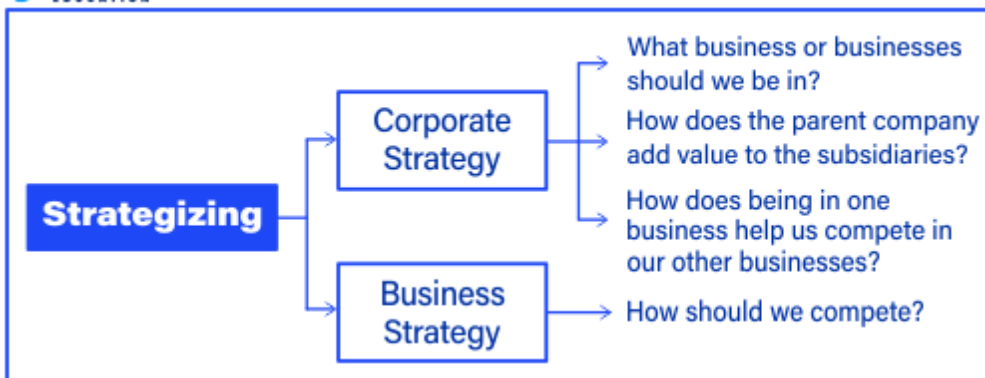 What business or businesses
should we be in?
Corporate
Strategy
How does the parent company
add value to the subsidiaries?
Strategizing
How does being in one
business help us compete in
our other businesses?
Business
Strategy
How should we compete?